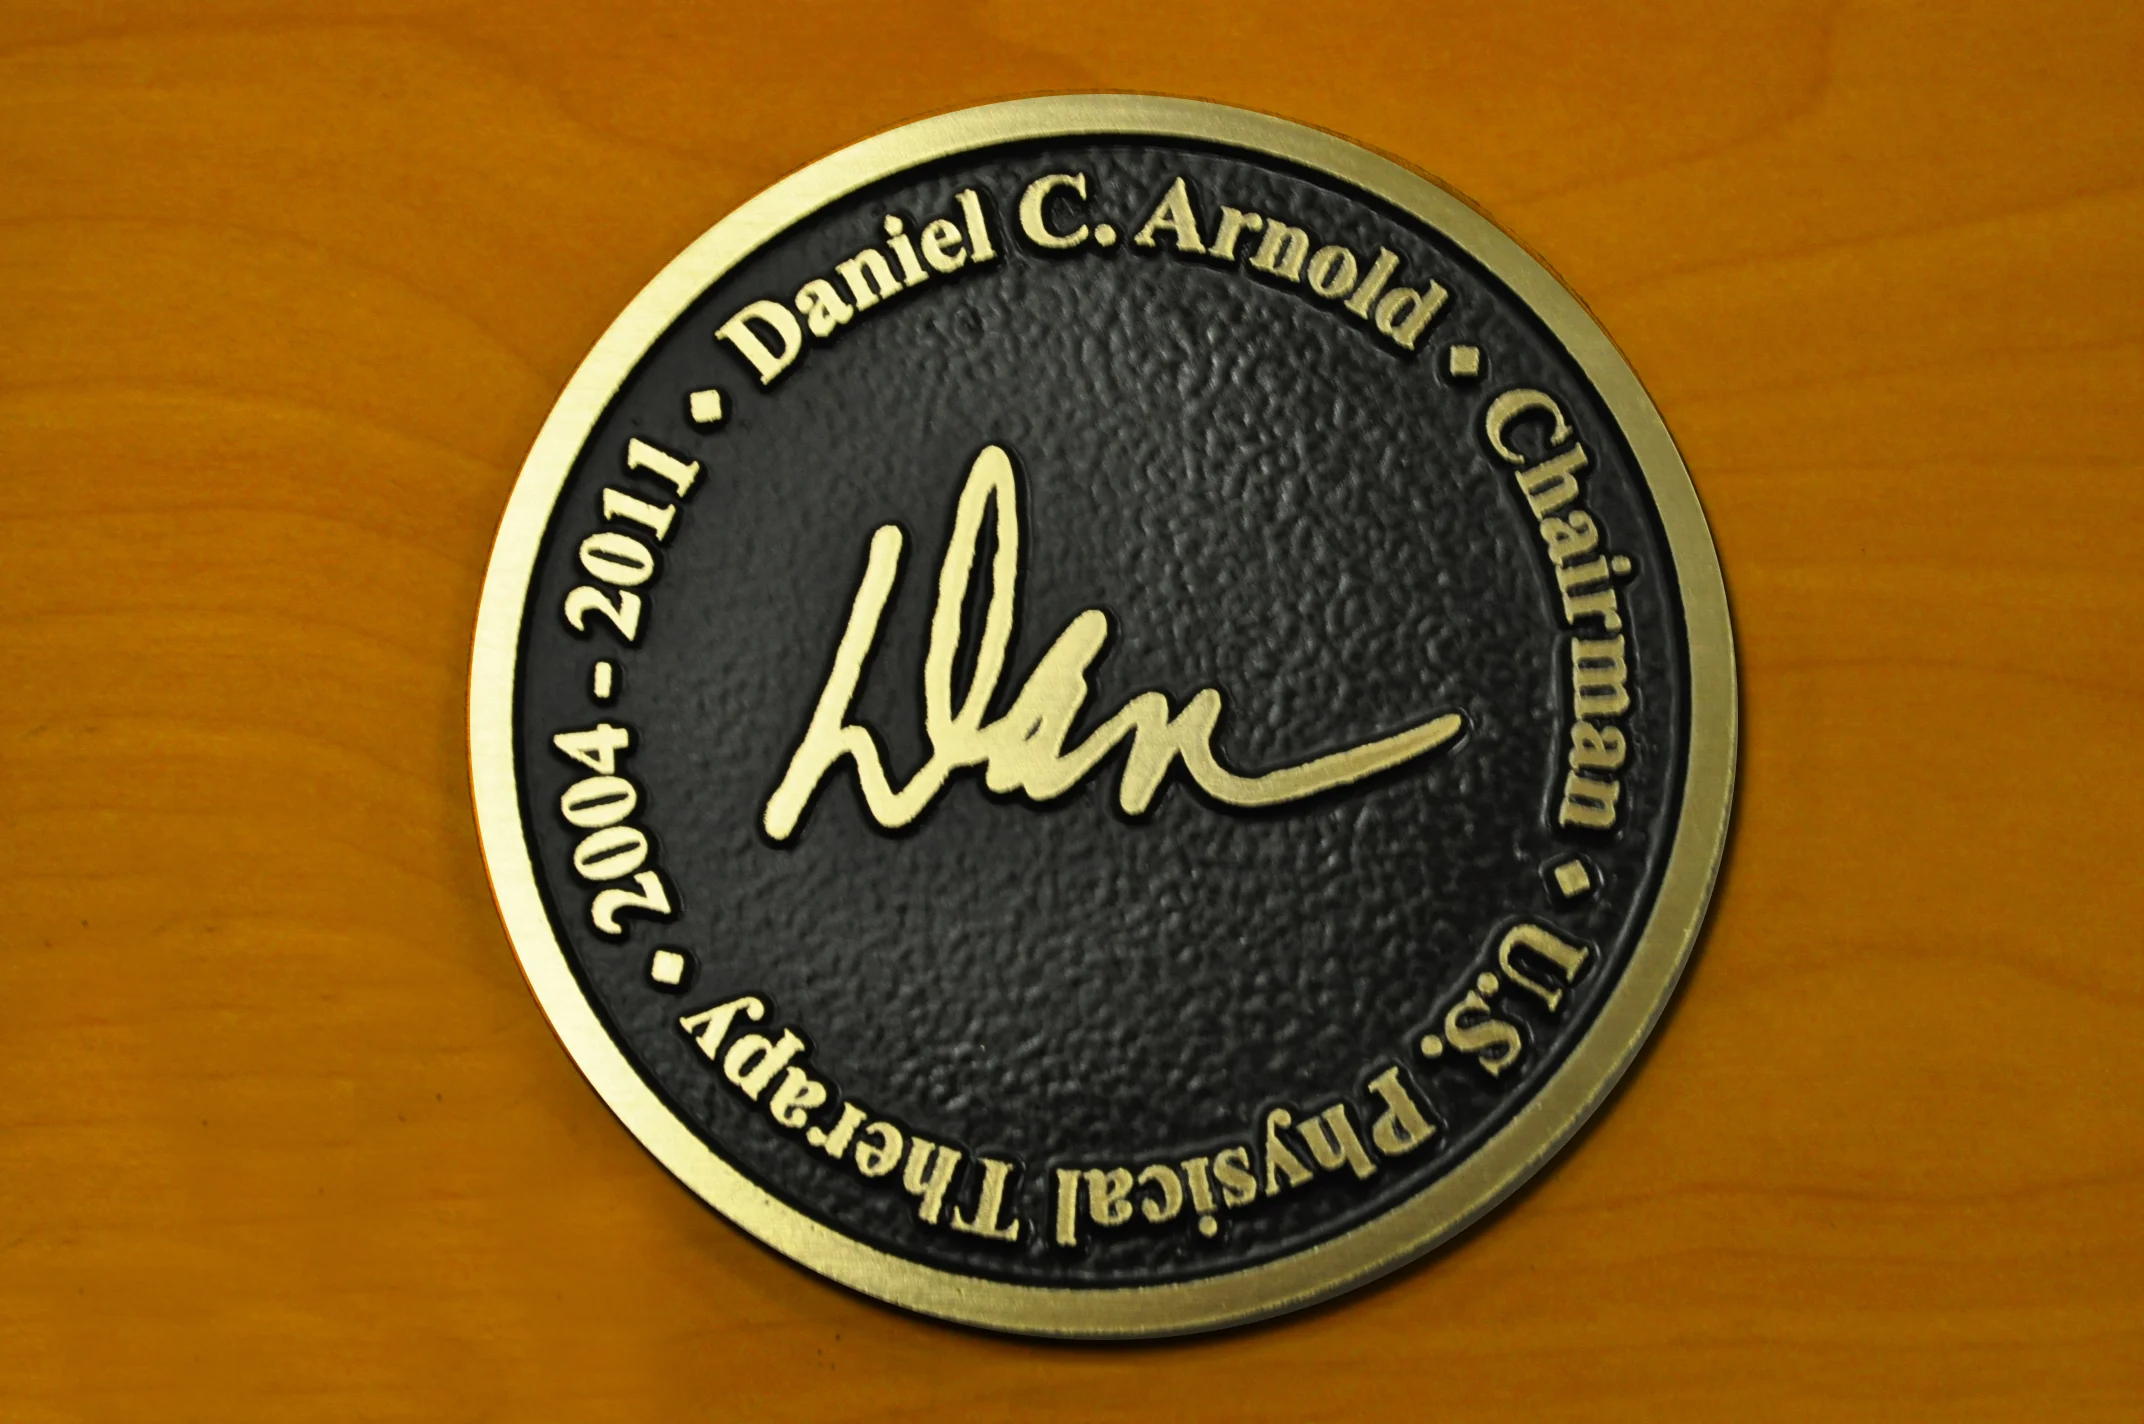 Daniel C. Arnold • Chairman • U.S. Physical Therapy • 2004 - 2011 •
Dan